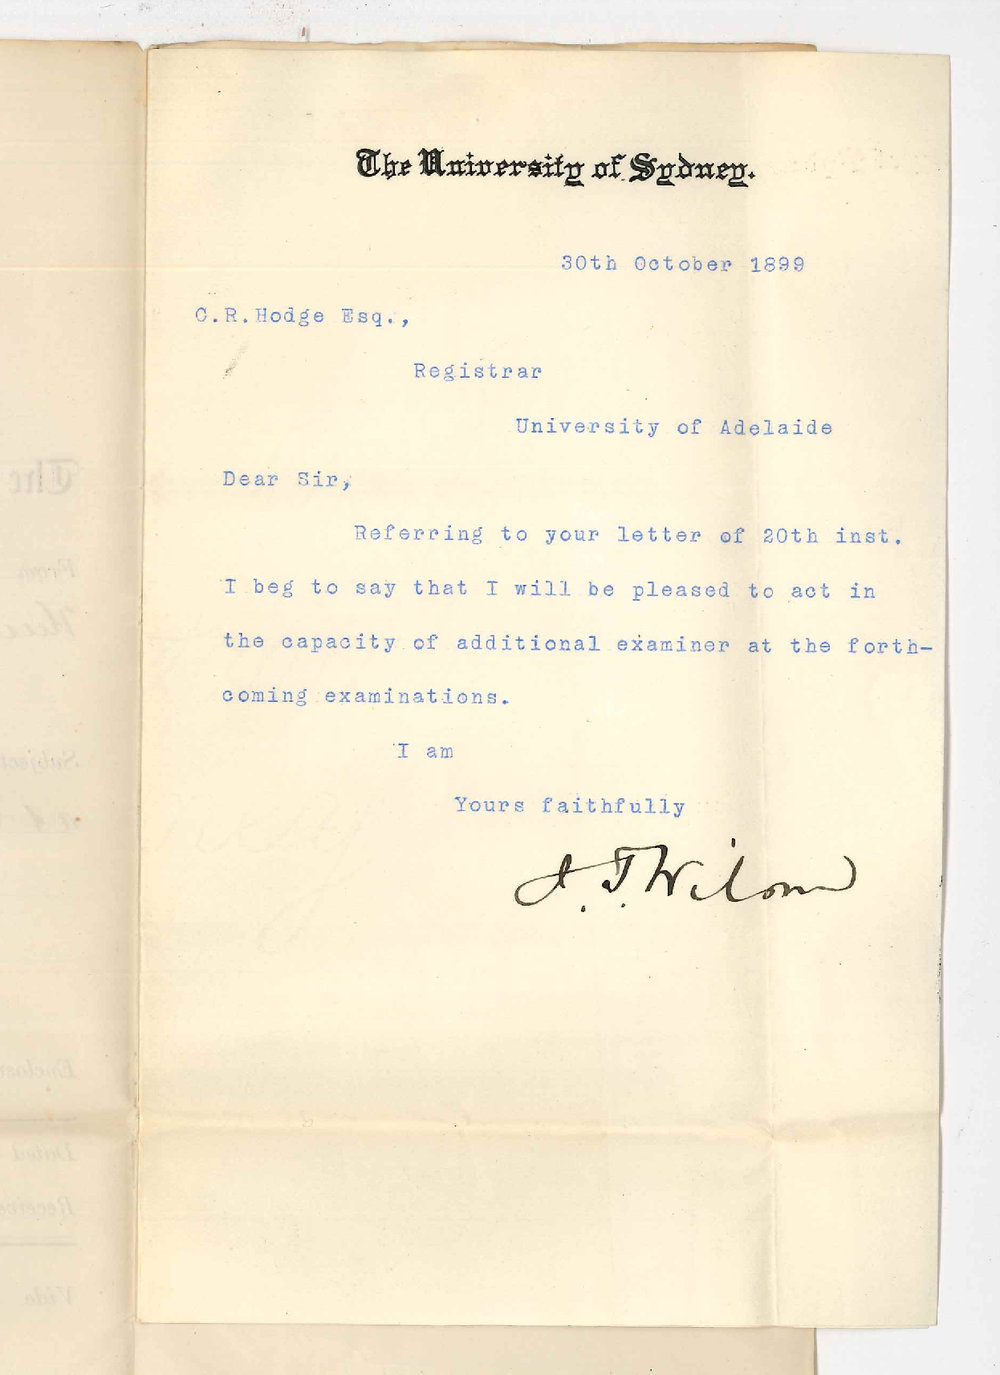 The University of Sydney.
30th October 1899
C.R.Hodge Esq.,
Registrar
University of Adelaide
Dear Sir,
Referring to your letter of 20th inst.
I beg to say that I will be pleased to act in
the capacity of additional examiner at the forth-
coming examinations.
I am
Yours faithfully
J. T. Wilson